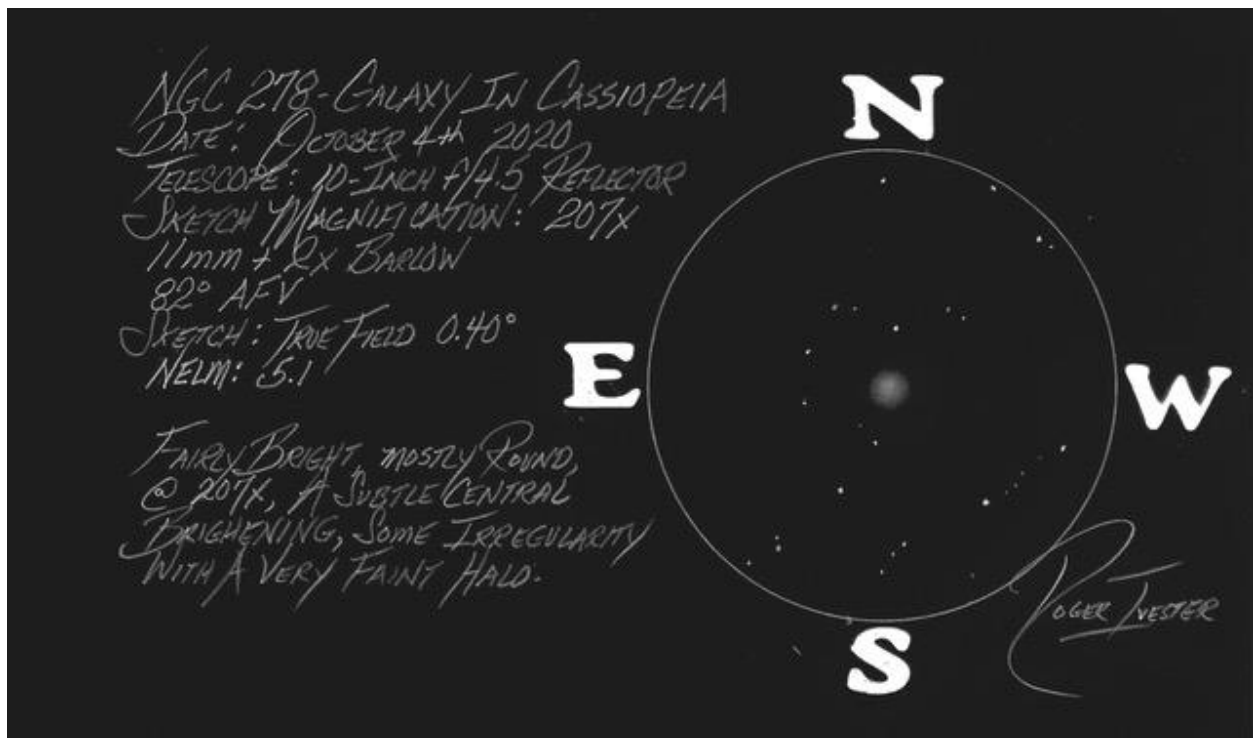 NGC 278 - GALAXY IN CASSIOPEIA
DATE: OCTOBER 4th 2020
TELESCOPE: 10-INCH f/4.5 REFLECTOR
SKETCH MAGNIFICATION: 207X
11mm + 2X BARLOW
82° AFV
SKETCH: TRUE FIELD 0.40°
NELM: 5.1
FAIRLY BRIGHT, MOSTLY ROUND,
@ 207X, A SUBTLE CENTRAL
BRIGHENING, SOME IRREGULARITY
WITH A VERY FAINT HALO.
N
E
W
S
ROGER IVESTER